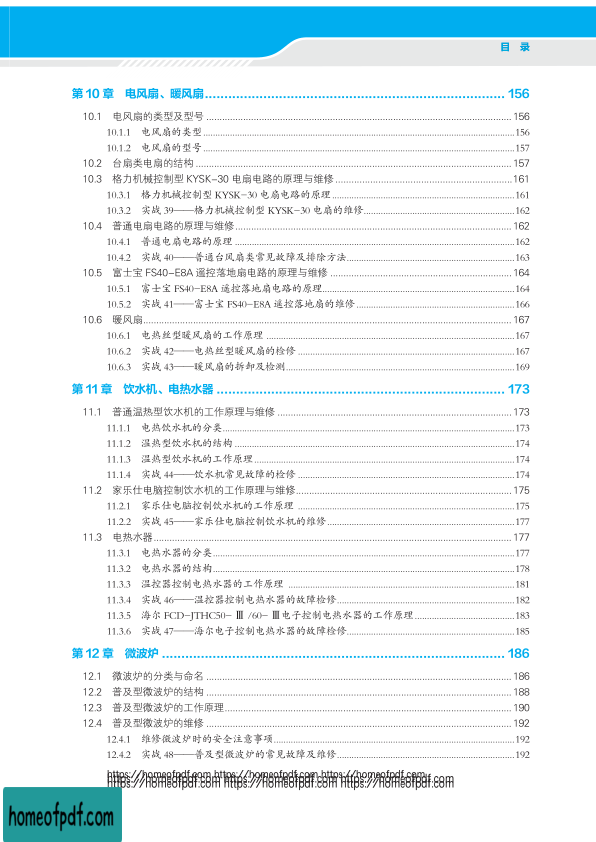 目 录
第 10 章 电风扇、暖风扇 156
10.1 电风扇的类型及型号 156
10.1.1 电风扇的类型 156
10.1.2 电风扇的型号 157
10.2 台扇类电扇的结构 157
10.3 格力机械控制型 KYSK-30 电扇电路的原理与维修 161
10.3.1 格力机械控制型 KYSK-30 电扇电路的原理 161
10.3.2 实战 39——格力机械控制型 KYSK-30 电扇的维修 162
10.4 普通电扇电路的原理与维修 162
10.4.1 普通电扇电路的原理 162
10.4.2 实战 40——普通台风扇类常见故障及排除方法 163
10.5 富士宝 FS40-E8A 遥控落地扇电路的原理与维修 164
10.5.1 富士宝 FS40-E8A 遥控落地扇电路的原理 164
10.5.2 实战 41——富士宝 FS40-E8A 遥控落地扇的维修 166
10.6 暖风扇 167
10.6.1 电热丝型暖风扇的工作原理 167
10.6.2 实战 42——电热丝型暖风扇的检修 167
10.6.3 实战 43——暖风扇的拆卸及检测 169
第 11 章 饮水机、电热水器 173
11.1 普通温热型饮水机的工作原理与维修 173
11.1.1 电热饮水机的分类 173
11.1.2 温热型饮水机的结构 174
11.1.3 温热型饮水机的工作原理 174
11.1.4 实战 44——饮水机常见故障的检修 174
11.2 家乐仕电脑控制饮水机的工作原理与维修 175
11.2.1 家乐仕电脑控制饮水机的工作原理 175
11.2.2 实战 45——家乐仕电脑控制饮水机的维修 177
11.3 电热水器 177
11.3.1 电热水器的分类 177
11.3.2 电热水器的结构 178
11.3.3 温控器控制电热水器的工作原理 181
11.3.4 实战 46——温控器控制电热水器的故障检修 182
11.3.5 海尔 FCD-JTHC50-Ⅲ/60-Ⅲ电子控制电热水器的工作原理 183
11.3.6 实战 47——海尔电子控制电热水器的故障检修 185
第 12 章 微波炉 186
12.1 微波炉的分类与命名 186
12.2 普及型微波炉的结构 188
12.3 普及型微波炉的工作原理 190
12.4 普及型微波炉的维修 192
12.4.1 维修微波炉时的安全注意事项 192
12.4.2 实战 48——普及型微波炉的常见故障及维修 192
https://homeofpdf.com https://homeofpdf.com https://homeofpdf.com
https://homeofpdf.com https://homeofpdf.com https://homeofpdf.com
homeofpdf.com